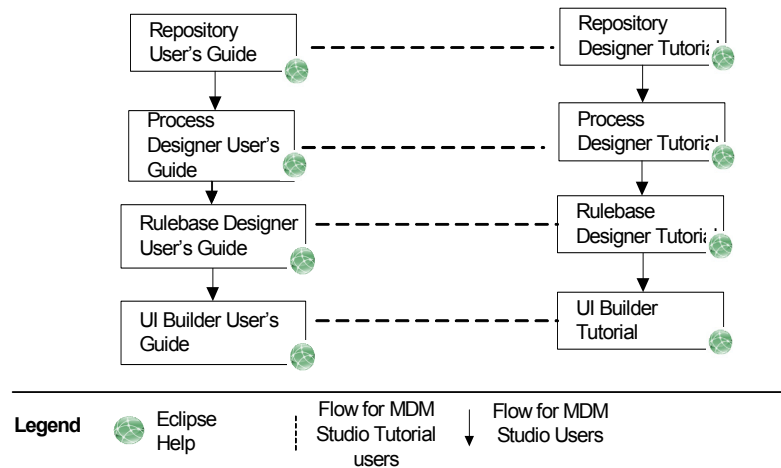 Repository
User's Guide
Repository
Designer Tutorial
Process
Designer User's
Guide
Process
Designer Tutorial
Rulebase Designer
User's Guide
Rulebase
Designer Tutorial
UI Builder User's
Guide
UI Builder
Tutorial
Legend
Eclipse
Help
Flow for MDM
Studio Tutorial
users
Flow for MDM
Studio Users